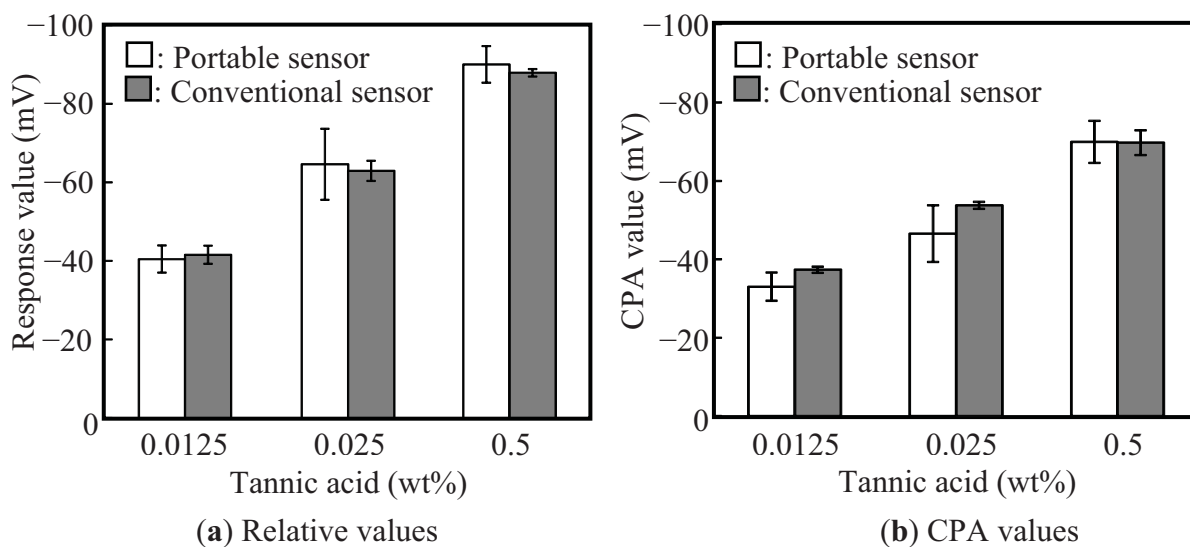 −100
: Portable sensor
: Conventional sensor
−80
−60
−40
−20
0
Response value (mV)
0.0125 0.025 0.5
Tannic acid (wt%)
(a) Relative values
−100
: Portable sensor
: Conventional sensor
−80
−60
−40
−20
0
CPA value (mV)
0.0125 0.025 0.5
Tannic acid (wt%)
(b) CPA values